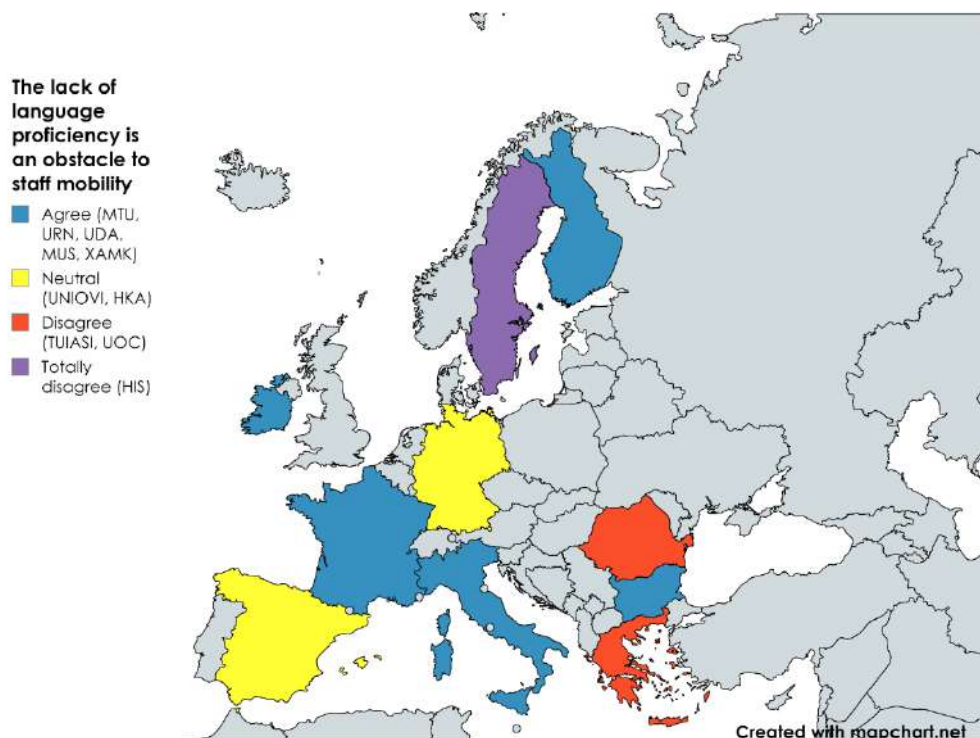 The lack of
language
proficiency is
an obstacle to
staff mobility
Agree (MTU,
URN, UDA,
MUS, XAMK)
Neutral
(UNIOVI, HKA)
Disagree
(TUIASI, UOC)
Totally
disagree (HIS)
Created with mapchart.net